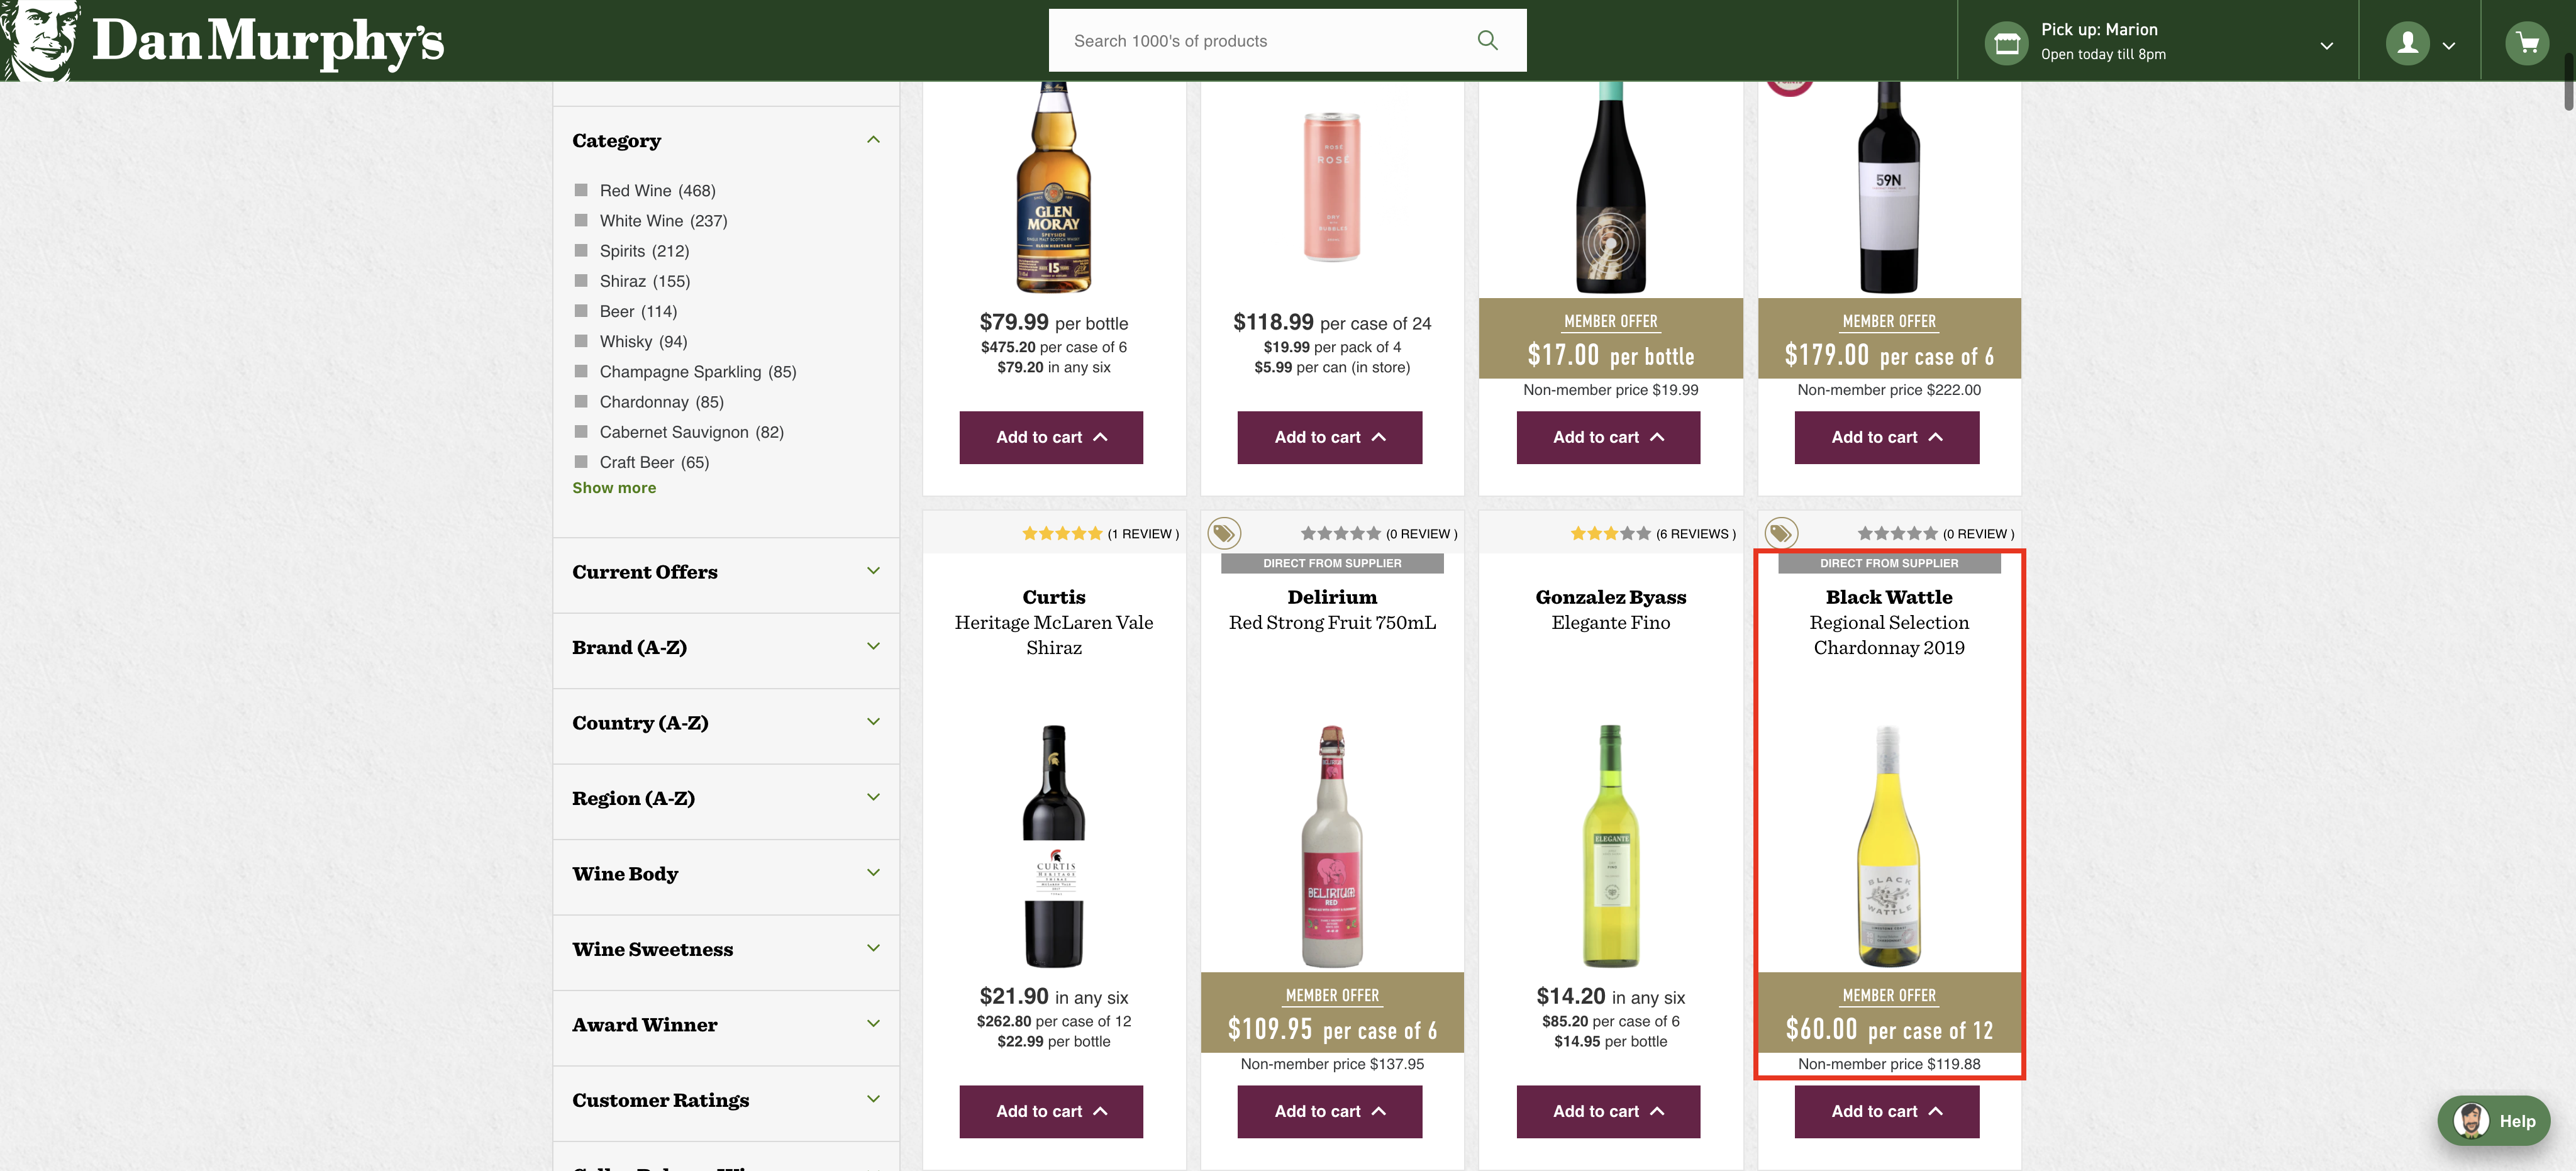 Dan Murphy's
Search 1000's of products
Pick up: Marion
Open today till 8pm
Category
Red Wine (468)
White Wine (237)
Spirits (212)
Shiraz (155)
Beer (114)
Whisky (94)
Champagne Sparkling (85)
Chardonnay (85)
Cabernet Sauvignon (82)
Craft Beer (65)
Show more
Current Offers
Brand (A-Z)
Country (A-Z)
Region (A-Z)
Wine Body
Wine Sweetness
Award Winner
Customer Ratings
GLEN
MORAY
SPEYSIDE
15
$79.99 per bottle
$475.20 per case of 6
$79.20 in any six
Add to cart
ROSÉ
ROSÉ
DRY
BUBBLES
$118.99 per case of 24
$19.99 per pack of 4
$5.99 per can (in store)
Add to cart
MEMBER OFFER
$17.00 per bottle
Non-member price $19.99
Add to cart
59N
MEMBER OFFER
$179.00 per case of 6
Non-member price $222.00
Add to cart
(1 REVIEW )
Curtis
Heritage McLaren Vale
Shiraz
CURTIS
HERITAGE
$21.90 in any six
$262.80 per case of 12
$22.99 per bottle
Add to cart
(0 REVIEW )
DIRECT FROM SUPPLIER
Delirium
Red Strong Fruit 750mL
DELIRIUM
RED
MEMBER OFFER
$109.95 per case of 6
Non-member price $137.95
Add to cart
(6 REVIEWS )
Gonzalez Byass
Elegante Fino
ELEGANTE
$14.20 in any six
$85.20 per case of 6
$14.95 per bottle
Add to cart
(0 REVIEW )
DIRECT FROM SUPPLIER
Black Wattle
Regional Selection
Chardonnay 2019
BLACK
WATTLE
MEMBER OFFER
$60.00 per case of 12
Non-member price $119.88
Add to cart
Help